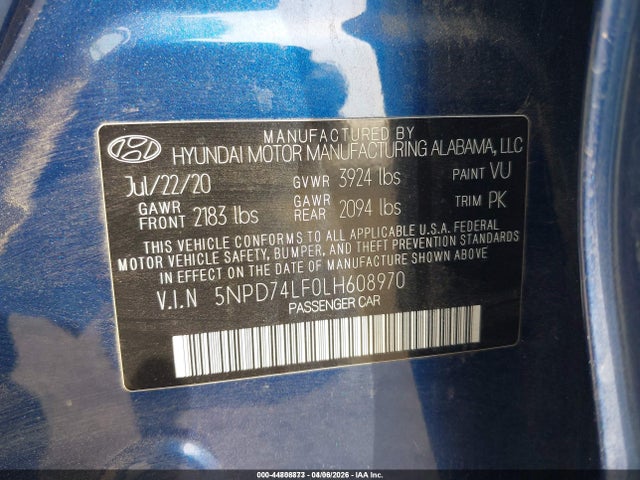 MANUFACTURED BY
HYUNDAI MOTOR MANUFACTURING ALABAMA, LLC
Jul/22/20 GVWR 3924 lbs PAINT VU
GAWR FRONT 2183 lbs GAWR REAR 2094 lbs TRIM PK
THIS VEHICLE CONFORMS TO ALL APPLICABLE U.S.A. FEDERAL
MOTOR VEHICLE SAFETY, BUMPER, AND THEFT PREVENTION STANDARDS
IN EFFECT ON THE DATE OF MANUFACTURE SHOWN ABOVE.
V.I.N 5NPD74LF0LH608970
PASSENGER CAR
000-44808873 - 04/06/2026 - IAA Inc.